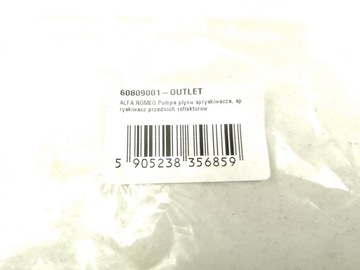 60809001 – OUTLET
ALFA ROMEO Pompa płynu spryskiwacza, sp
ryskiwacz przednich reflektorów
5 905238 356859